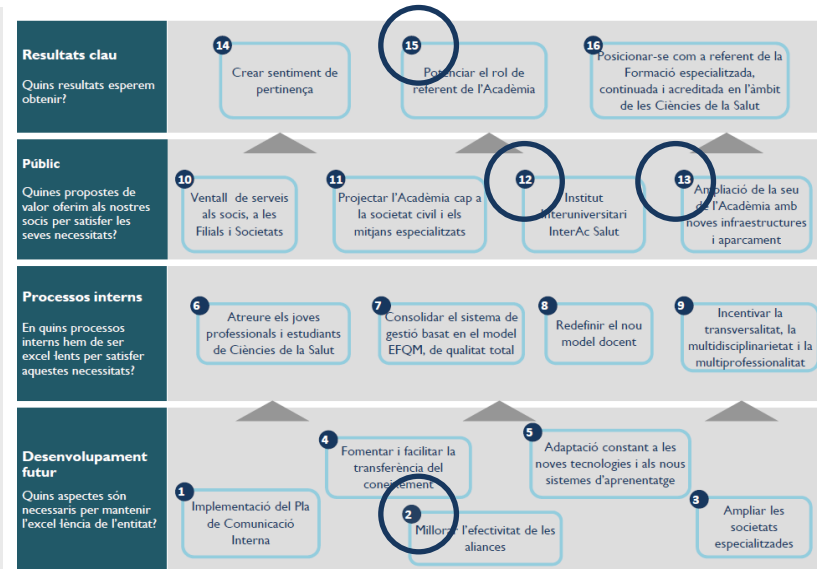 Resultats clau
Quins resultats esperem
obtenir?
14
Crear sentiment de
pertinença
15
Potenciar el rol de
referent de l'Acadèmia
16
Posicionar-se com a referent de la
Formació especialitzada,
continuada i acreditada en l'àmbit
de les Ciències de la Salut
Públic
Quines propostes de
valor oferim als nostres
socis per satisfer les
seves necessitats?
10
Ventall de serveis
als socis, a les
Filials i Societats
11
Projectar l'Acadèmia cap a
la societat civil i els
mitjans especialitzats
12
Institut
Interuniversitari
InterAc Salut
13
Ampliació de la seu
de l'Acadèmia amb
noves infraestructures
i aparcament
Processos interns
En quins processos
interns hem de ser
excel·lents per satisfer
aquestes necessitats?
6
Atreure els joves
professionals i estudiants
de Ciències de la Salut
7
Consolidar el sistema de
gestió basat en el model
EFQM, de qualitat total
8
Redefinir el nou
model docent
9
Incentivar la
transversalitat, la
multidisciplinarietat i la
multiprofessionalitat
Desenvolupament
futur
Quins aspectes són
necessaris per mantenir
l'excel·lència de l'entitat?
1
Implementació del Pla
de Comunicació
Interna
4
Fomentar i facilitar la
transferència del
coneixement
2
Millorar l'efectivitat de les
aliances
5
Adaptació constant a les
noves tecnologies i als nous
sistemes d'aprenentatge
3
Ampliar les
societats
especialitzades